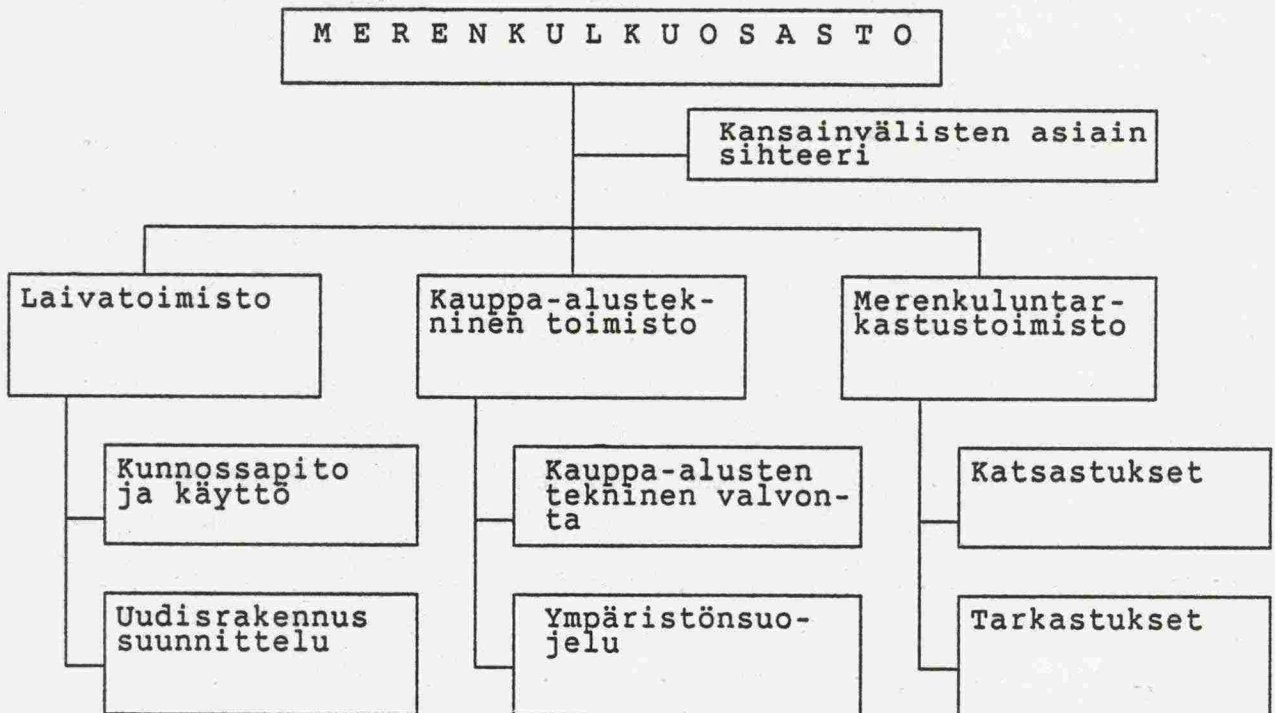 M E R E N K U L K U O S A S T O
Kansainvälisten asiain
sihteeri
Laivatoimisto
Kauppa-alustek-
ninen toimisto
Merenkuluntar-
kastustoimisto
Kunnossapito
ja käyttö
Kauppa-alusten
tekninen valvon-
ta
Katsastukset
Uudisrakennus
suunnittelu
Ympäristönsuo-
jelu
Tarkastukset